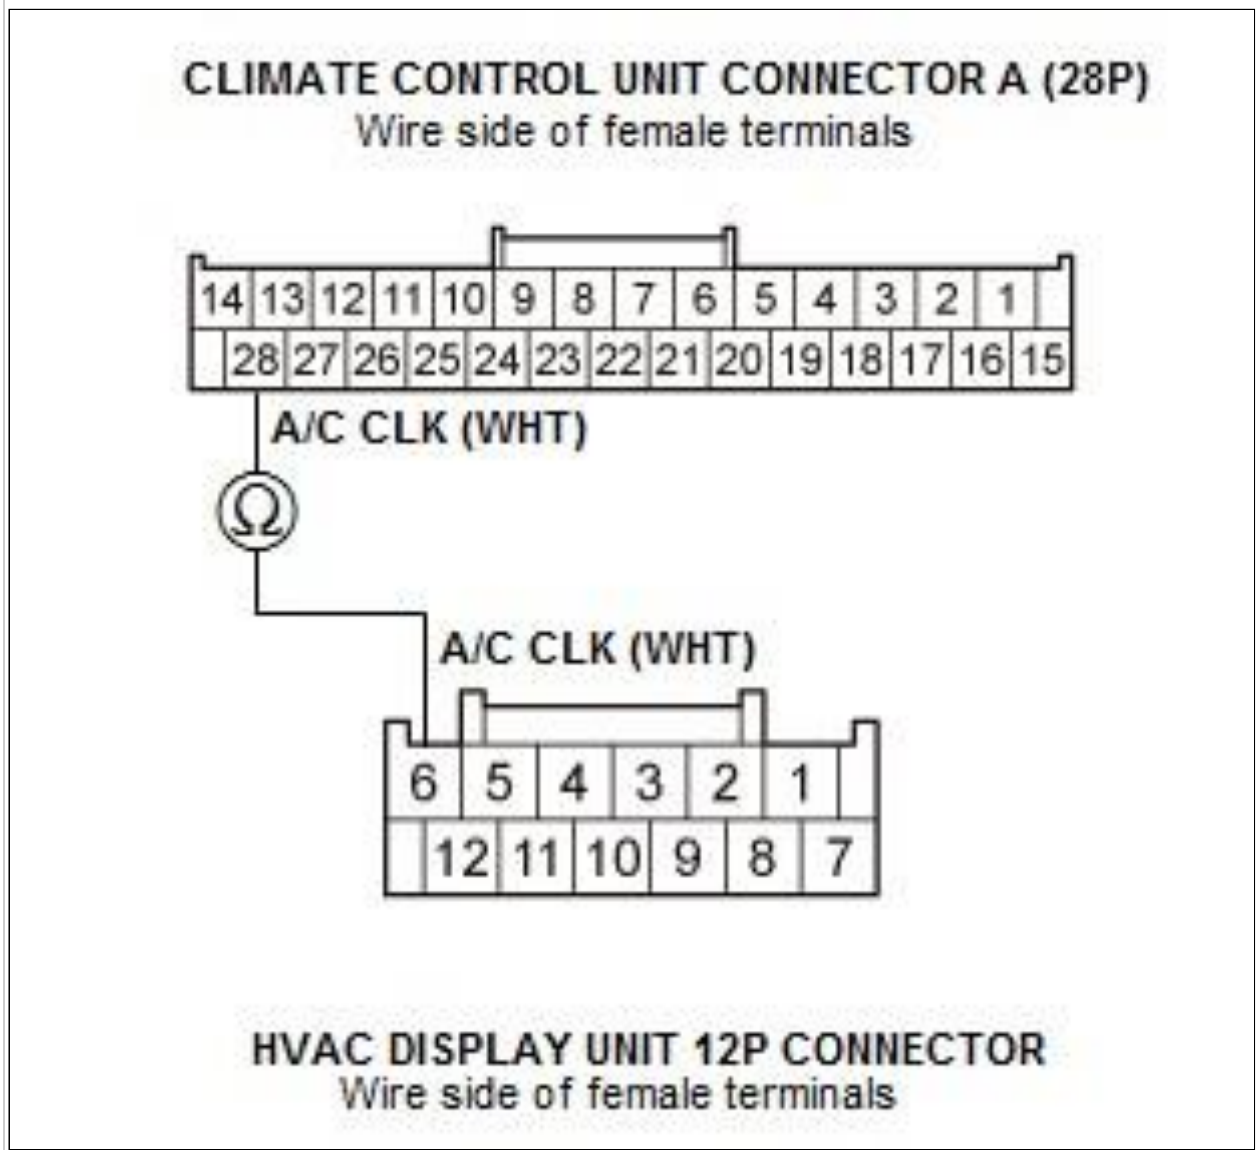 CLIMATE CONTROL UNIT CONNECTOR A (28P)
Wire side of female terminals
14 13 12 11 10 9 8 7 6 5 4 3 2 1
28 27 26 25 24 23 22 21 20 19 18 17 16 15
A/C CLK (WHT)
Ω
A/C CLK (WHT)
6 5 4 3 2 1
12 11 10 9 8 7
HVAC DISPLAY UNIT 12P CONNECTOR
Wire side of female terminals